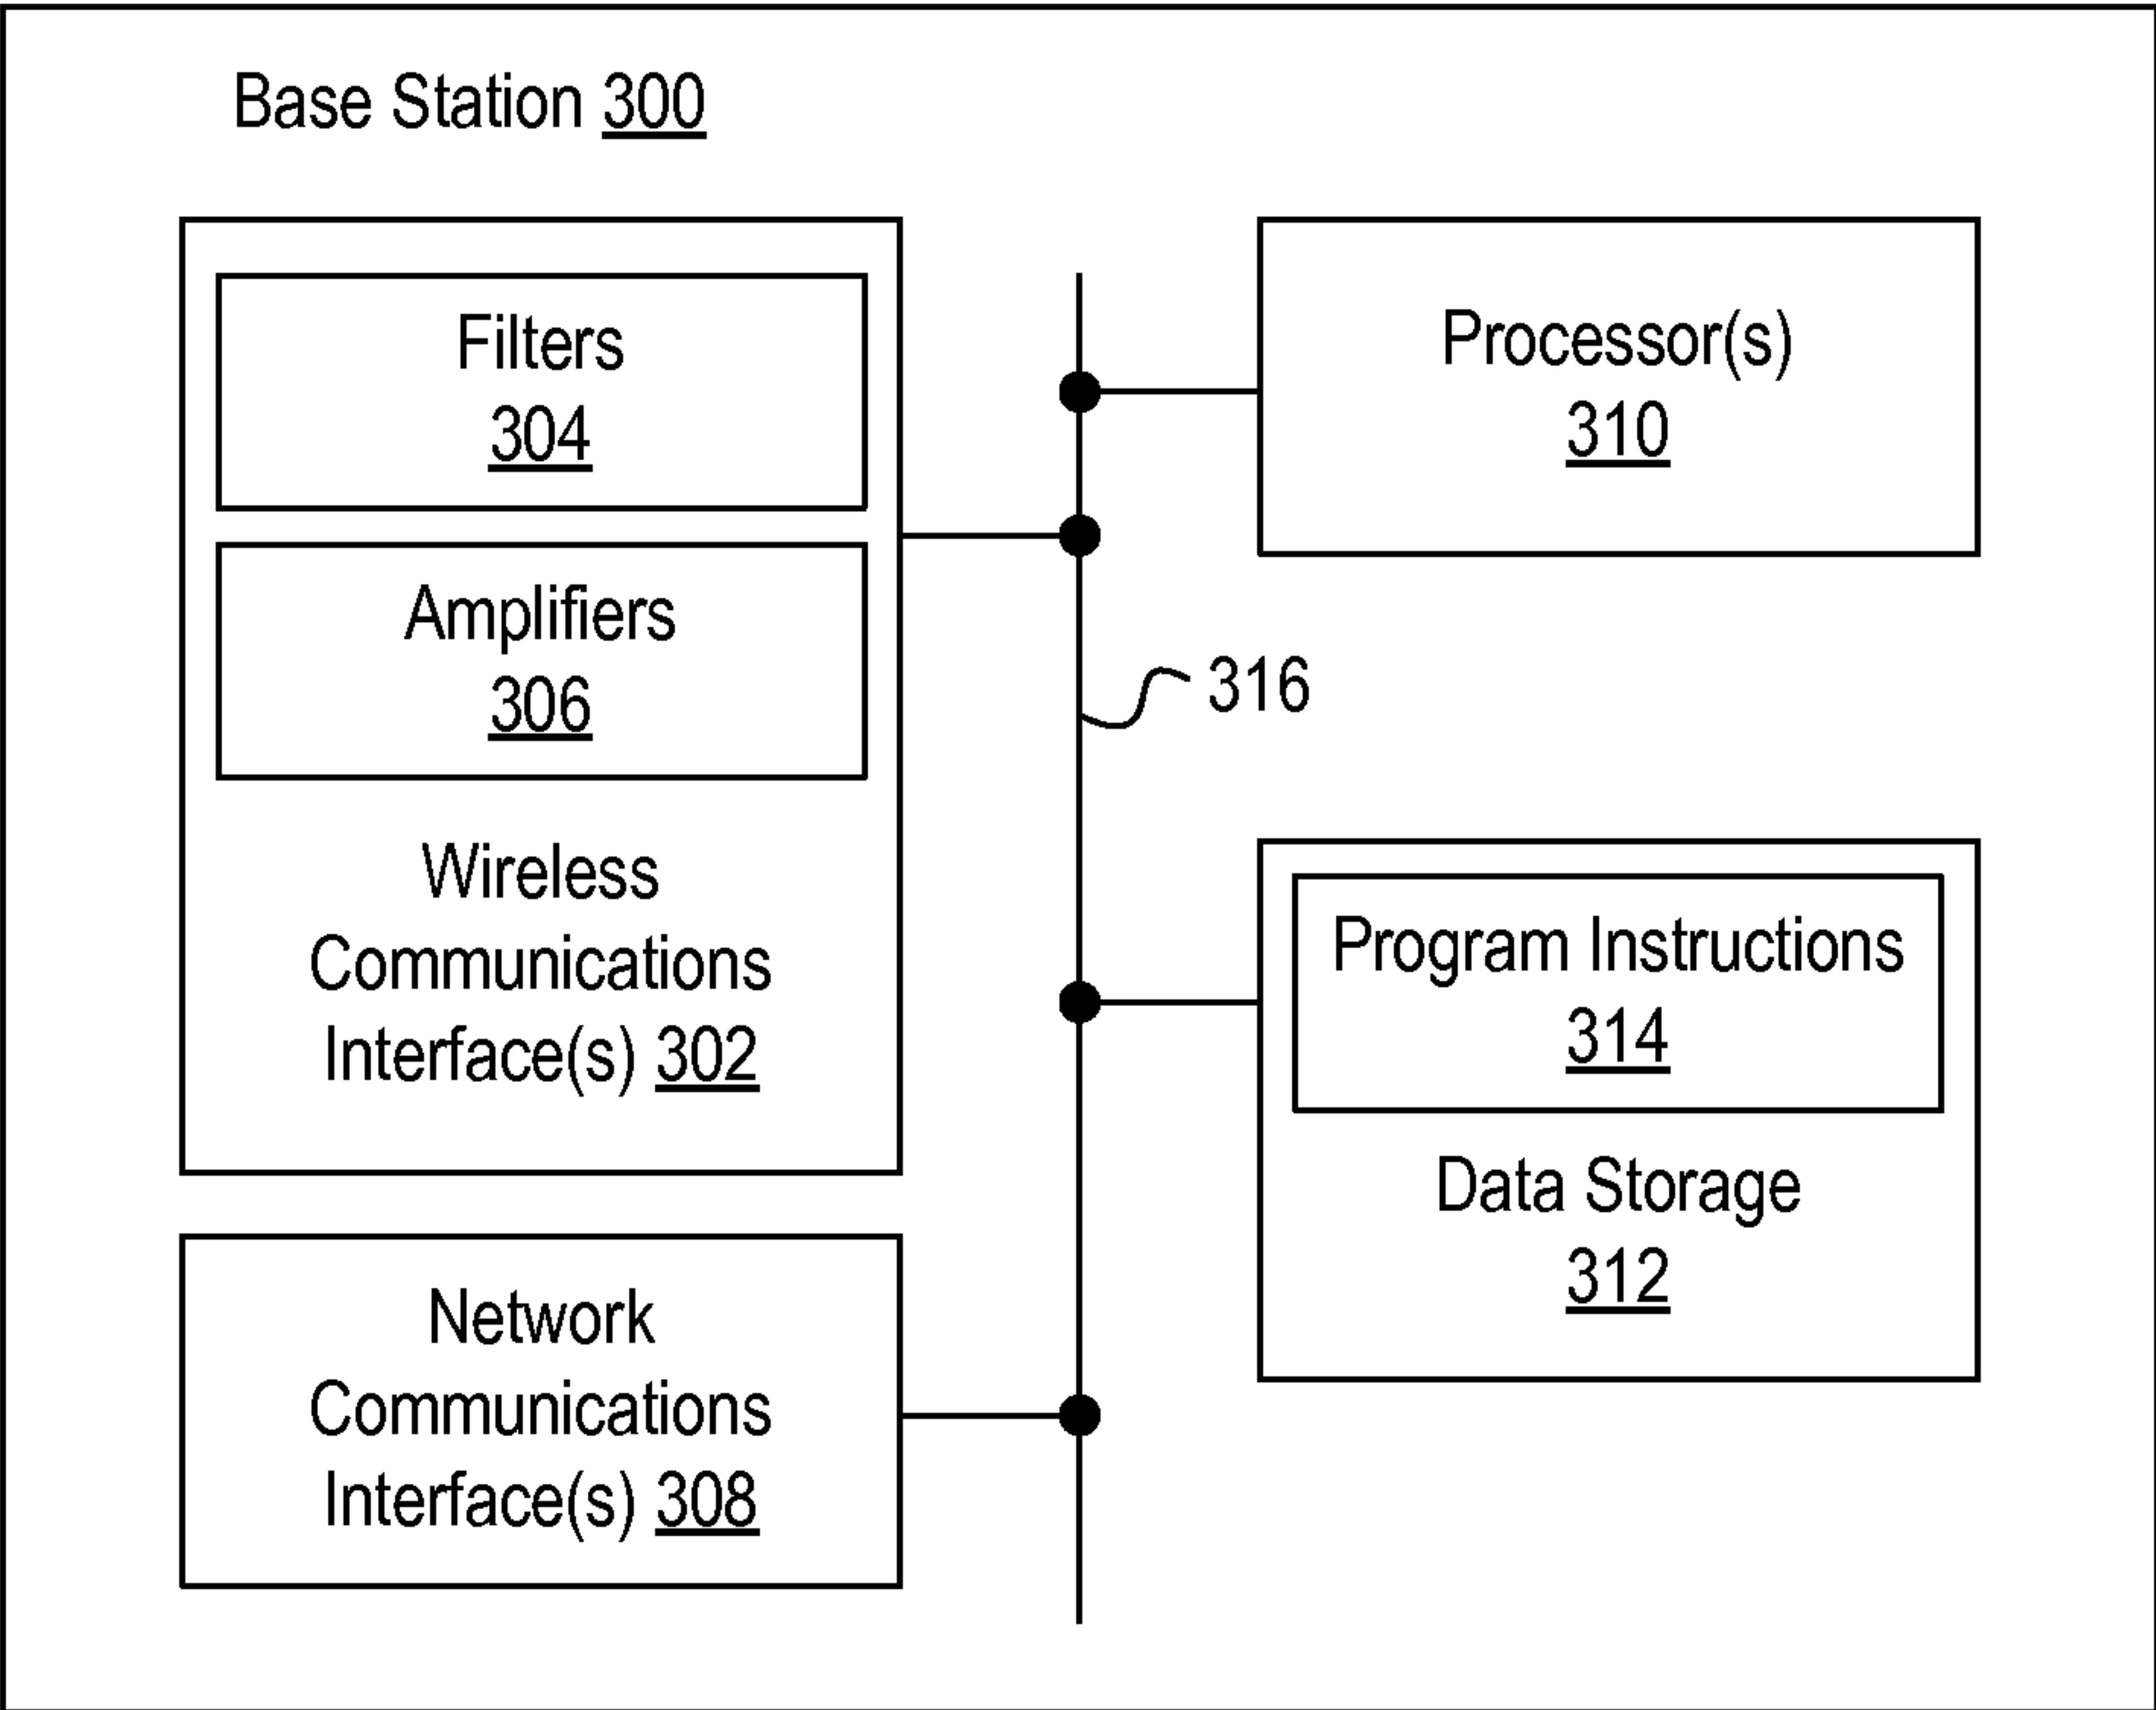 Base Station 300
Filters
304
Amplifiers
306
Wireless
Communications
Interface(s) 302
Network
Communications
Interface(s) 308
316
Processor(s)
310
Program Instructions
314
Data Storage
312